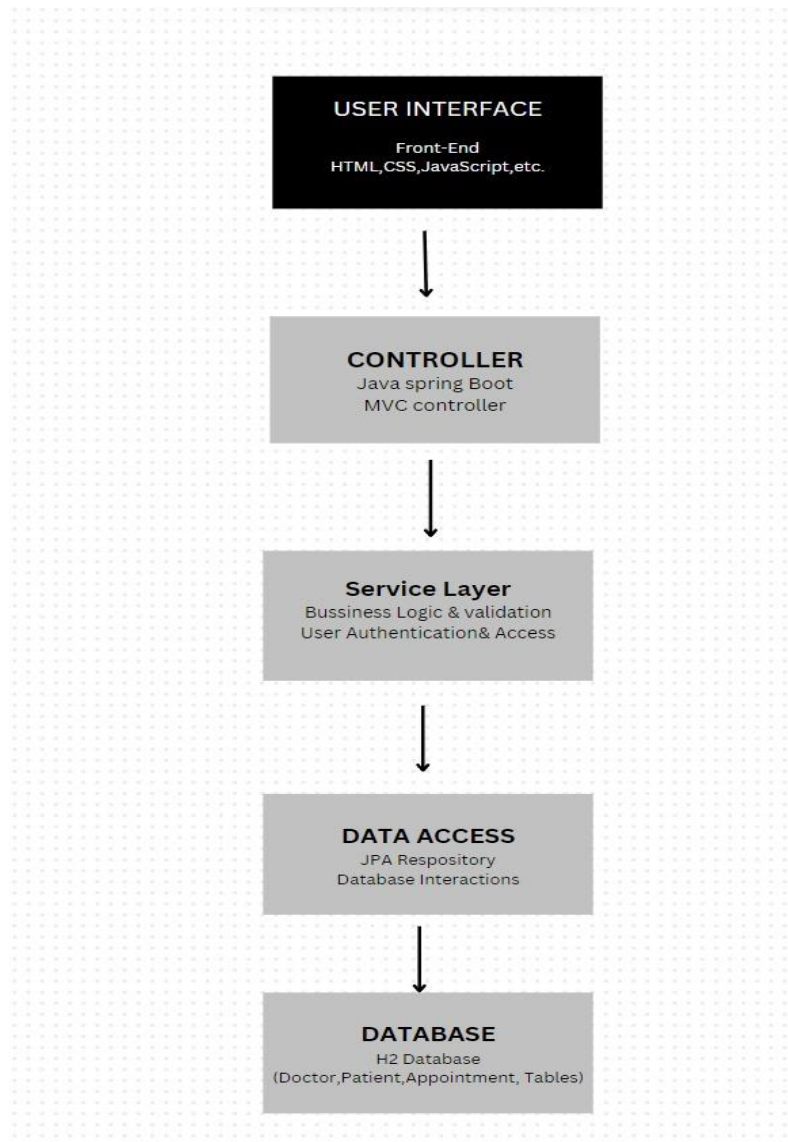 USER INTERFACE
Front-End
HTML,CSS,JavaScript,etc.
CONTROLLER
Java spring Boot
MVC controller
Service Layer
Bussiness Logic & validation
User Authentication& Access
DATA ACCESS
JPA Respository
Database Interactions
DATABASE
H2 Database
(Doctor,Patient,Appointment, Tables)